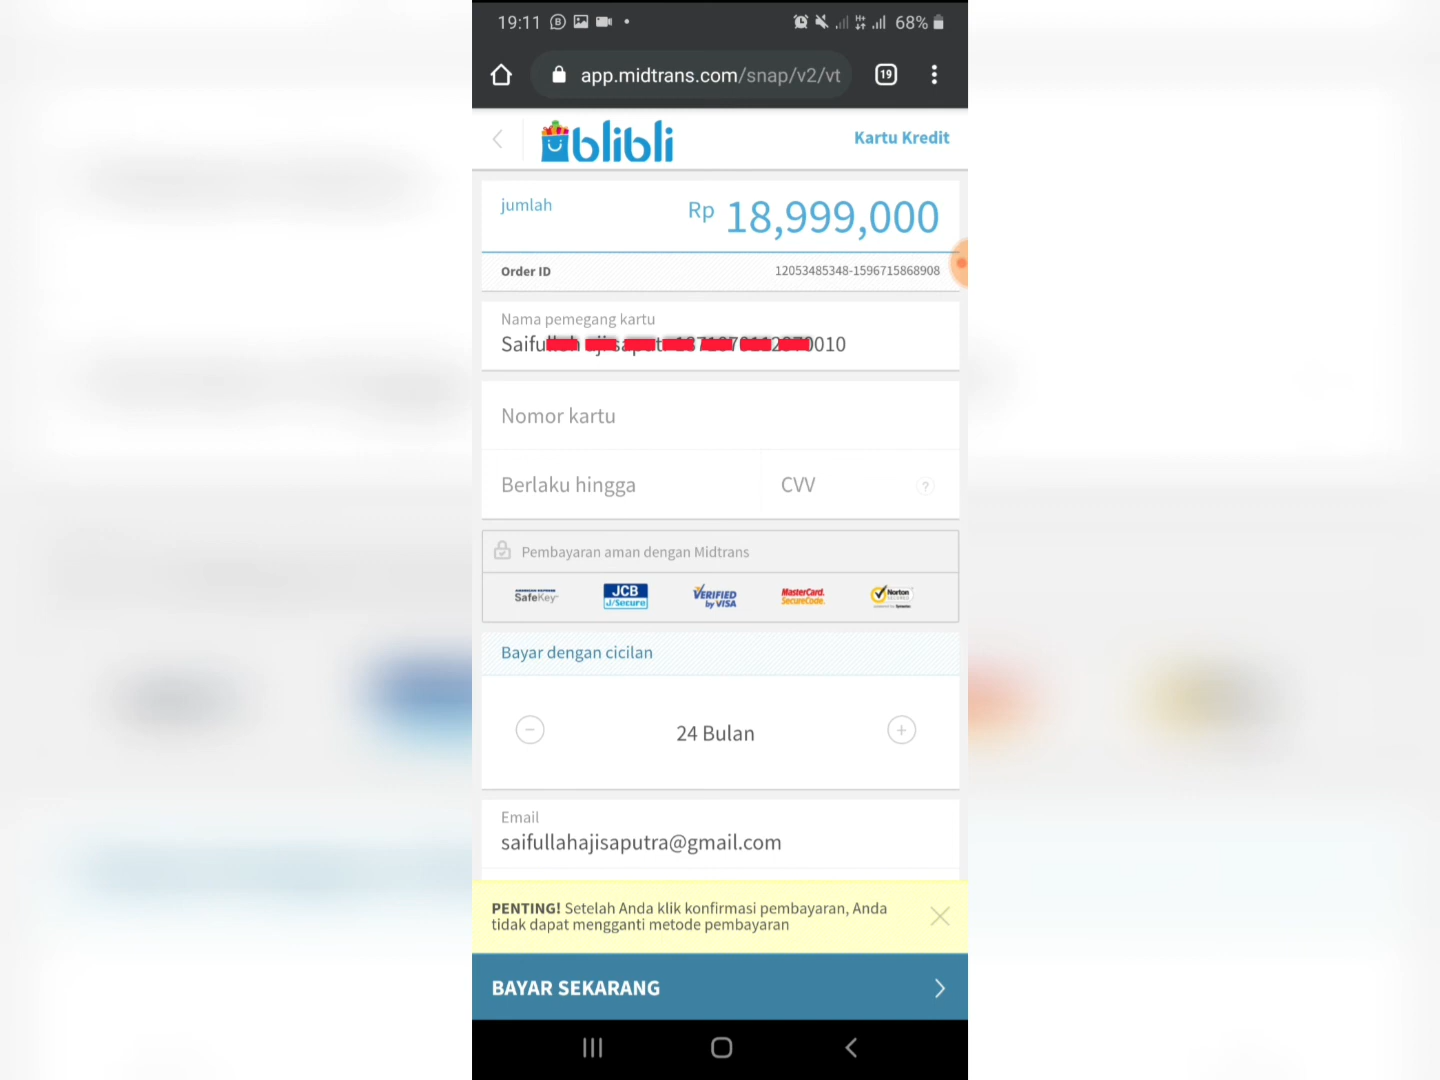 19:11 68%
app.midtrans.com/snap/v2/vt 19
blibli Kartu Kredit
jumlah Rp 18,999,000
Order ID 12053485348-1596715868908
Nama pemegang kartu
Nomor kartu
Berlaku hingga CVV ?
Pembayaran aman dengan Midtrans
SafeKey JCB J/Secure VERIFIED by VISA MasterCard. SecureCode. Norton
Bayar dengan cicilan
24 Bulan
Email
saifullahajisaputra@gmail.com
PENTING! Setelah Anda klik konfirmasi pembayaran, Anda
tidak dapat mengganti metode pembayaran
BAYAR SEKARANG